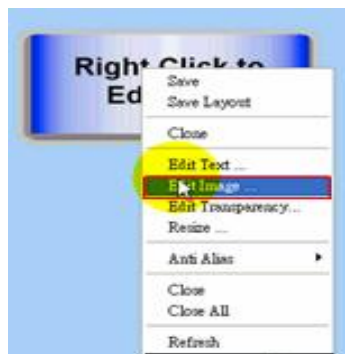 Right Click to
Ed
Save
Save Layout
Clone
Edit Text ...
Edit Image ...
Edit Transparency...
Resize ...
Anti Alias
Close
Close All
Refresh